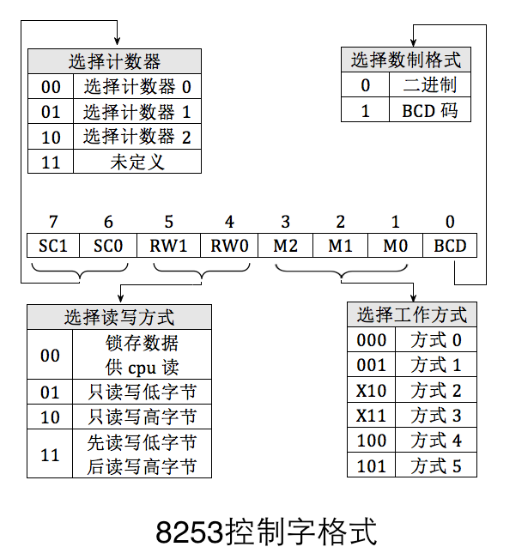 选择计数器
00 选择计数器 0
01 选择计数器 1
10 选择计数器 2
11 未定义
选择数制格式
0 二进制
1 BCD 码
7 6 5 4 3 2 1 0
SC1 SC0 RW1 RW0 M2 M1 M0 BCD
选择读写方式
00 锁存数据
供 cpu 读
01 只读写低字节
10 只读写高字节
11 先读写低字节
后读写高字节
选择工作方式
000 方式 0
001 方式 1
X10 方式 2
X11 方式 3
100 方式 4
101 方式 5
8253控制字格式